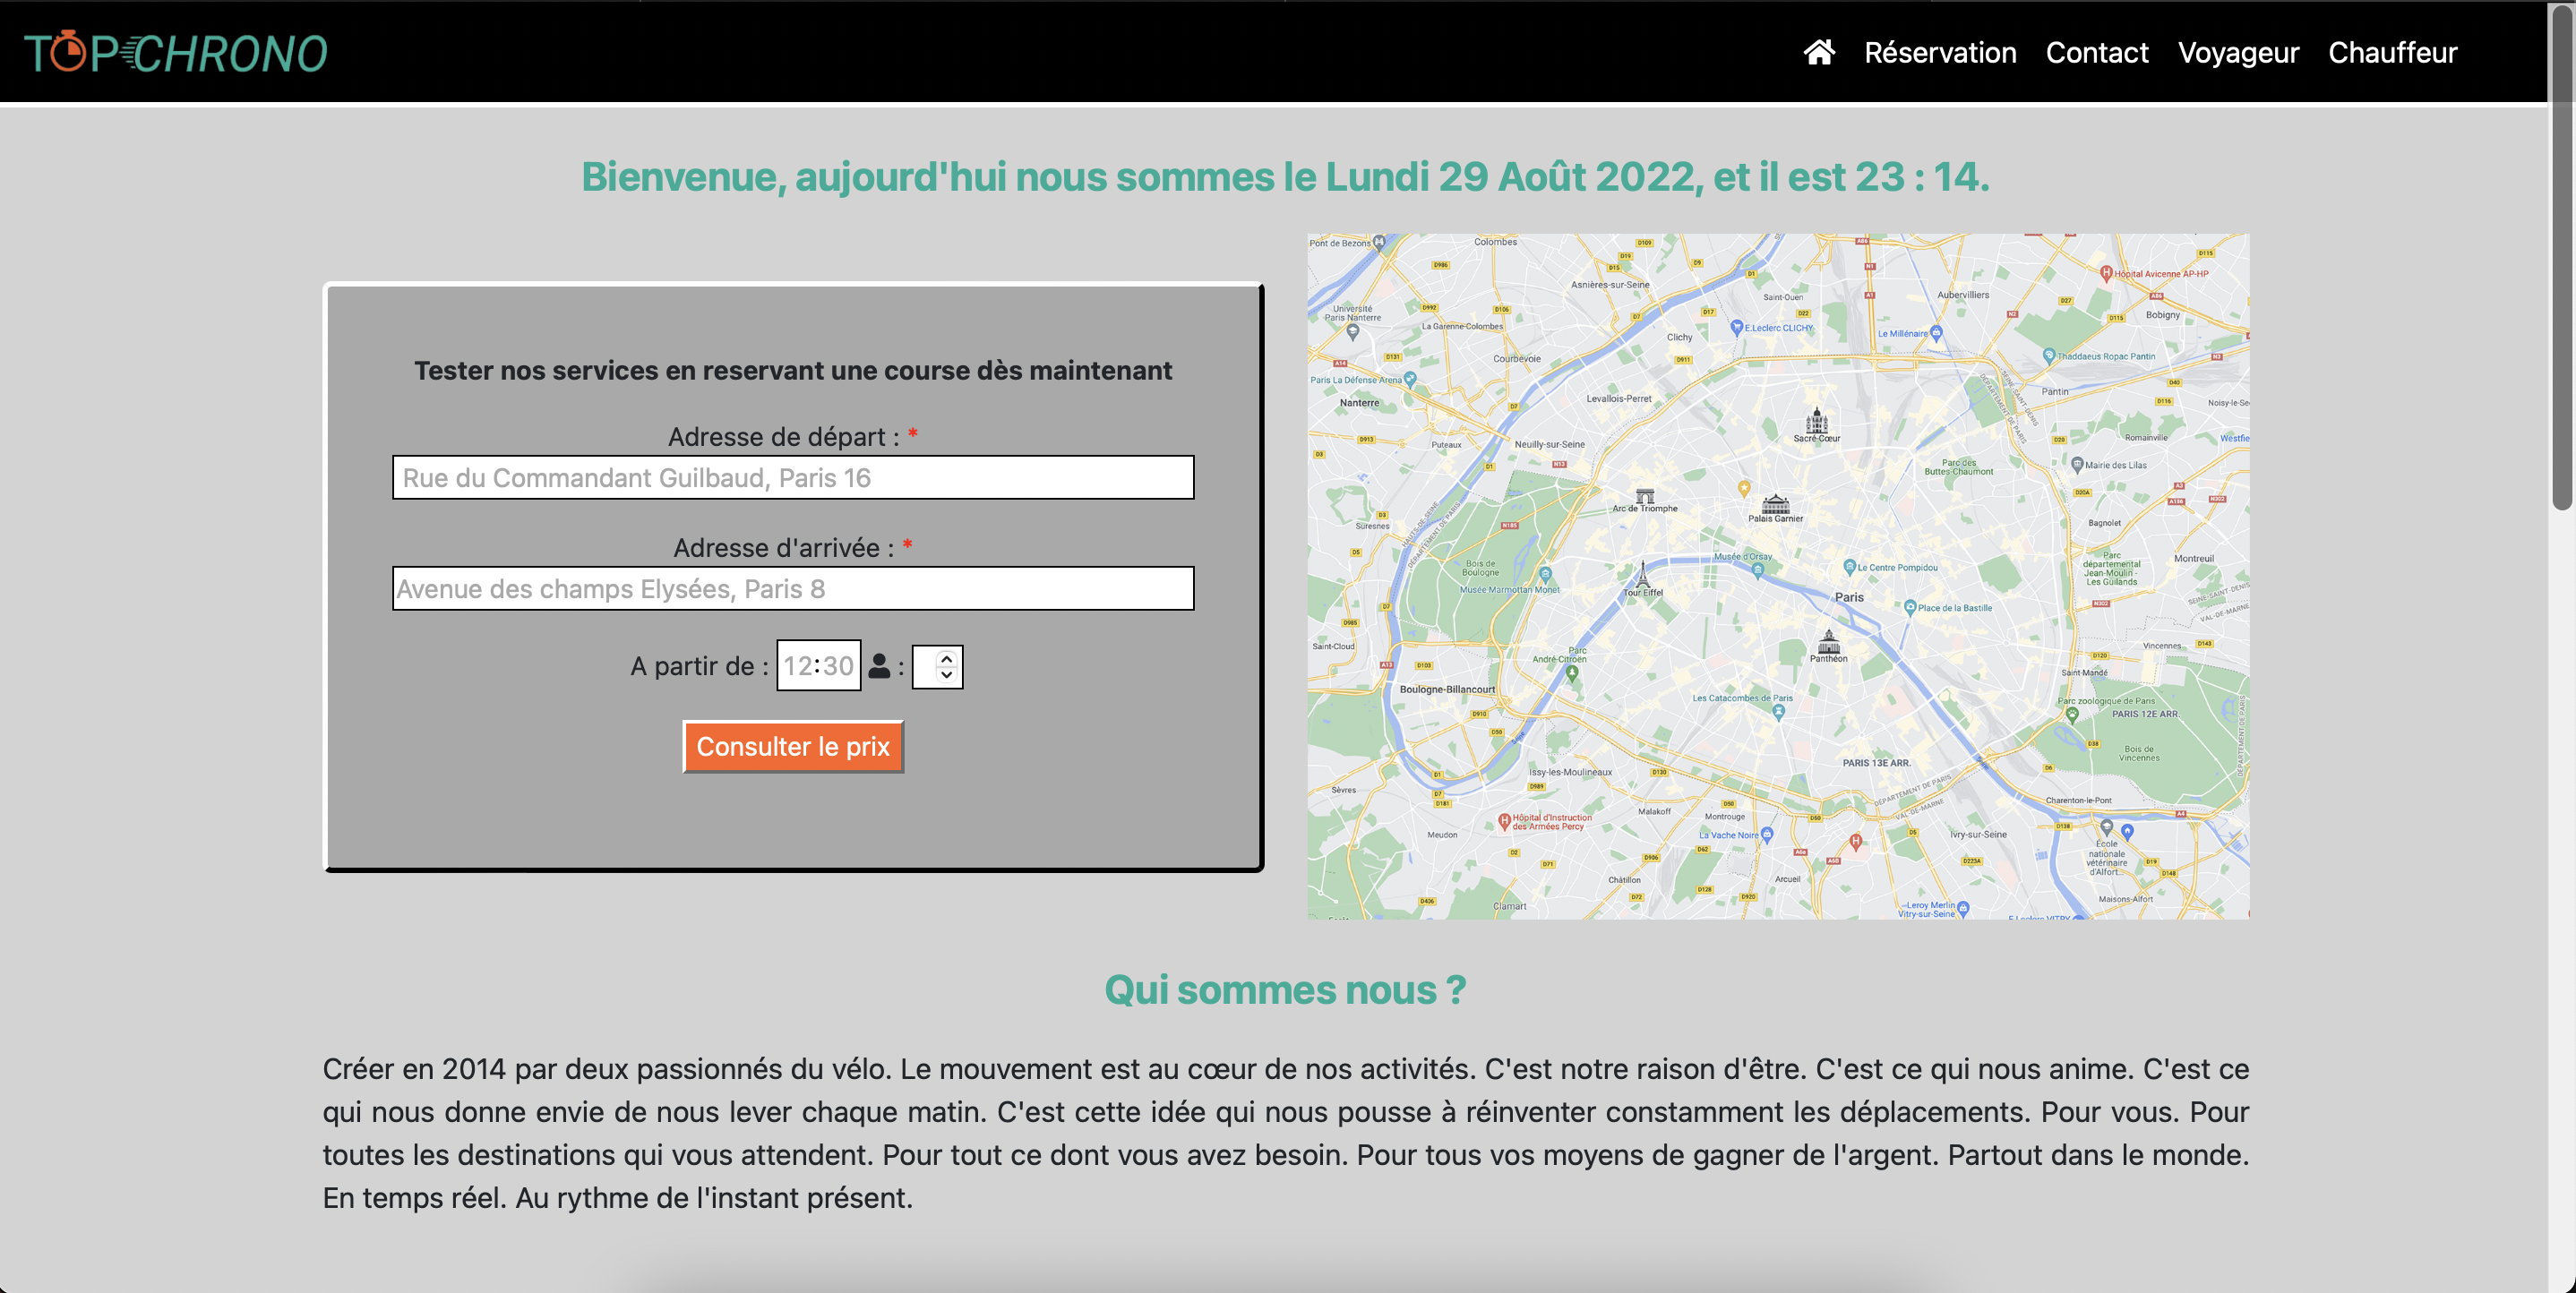 TOP CHRONO
Réservation Contact Voyageur Chauffeur
Bienvenue, aujourd'hui nous sommes le Lundi 29 Août 2022, et il est 23 : 14.
Tester nos services en reservant une course dès maintenant
Adresse de départ : *
Rue du Commandant Guilbaud, Paris 16
Adresse d'arrivée : *
Avenue des champs Elysées, Paris 8
A partir de : 12:30 :
Consulter le prix
Pont de Bezons
Colombes
Hôpital Avicenne AP-HP
Asnières-sur-Seine
Saint-Ouen
Aubervilliers
Université
Paris Nanterre
La Garenne-Colombes
Bobigny
E.Leclerc CLICHY
Le Millénaire
Clichy
Courbevoie
Thaddaeus Ropac Pantin
Paris La Défense Arena
Pantin
Nanterre
Levallois-Perret
Noisy-le-Se
Sacré-Cœur
Puteaux
Neuilly-sur-Seine
Romainville
Westfie
Parc des
Buttes-Chaumont
Mairie des Lilas
Arc de Triomphe
Palais Garnier
Suresnes
Bagnolet
Musée d'Orsay
Le Centre Pompidou
Parc
départemental
Jean-Moulin -
Les Guilands
Montreuil
Bois de
Boulogne
Musée Marmottan Monet
Tour Eiffel
Paris
Place de la Bastille
Saint-Cloud
Panthéon
Vincennes
Parc
André-Citroën
Saint-Mandé
Boulogne-Billancourt
Les Catacombes de Paris
Parc zoologique de Paris
PARIS 12E ARR.
Bois de
Vincennes
PARIS 13E ARR.
Issy-les-Moulineaux
Sèvres
Charenton-le-Pont
Malakoff
Montrouge
Hôpital d'Instruction
des Armées Percy
Meudon
La Vache Noire
Ivry-sur-Seine
École
nationale
vétérinaire
d'Alfort...
Châtillon
Arcueil
Clamart
Leroy Merlin
Vitry-sur-Seine
Maisons-Alfort
E.Leclerc VITRY
Qui sommes nous ?
Créer en 2014 par deux passionnés du vélo. Le mouvement est au cœur de nos activités. C'est notre raison d'être. C'est ce qui nous anime. C'est ce
qui nous donne envie de nous lever chaque matin. C'est cette idée qui nous pousse à réinventer constamment les déplacements. Pour vous. Pour
toutes les destinations qui vous attendent. Pour tout ce dont vous avez besoin. Pour tous vos moyens de gagner de l'argent. Partout dans le monde.
En temps réel. Au rythme de l'instant présent.